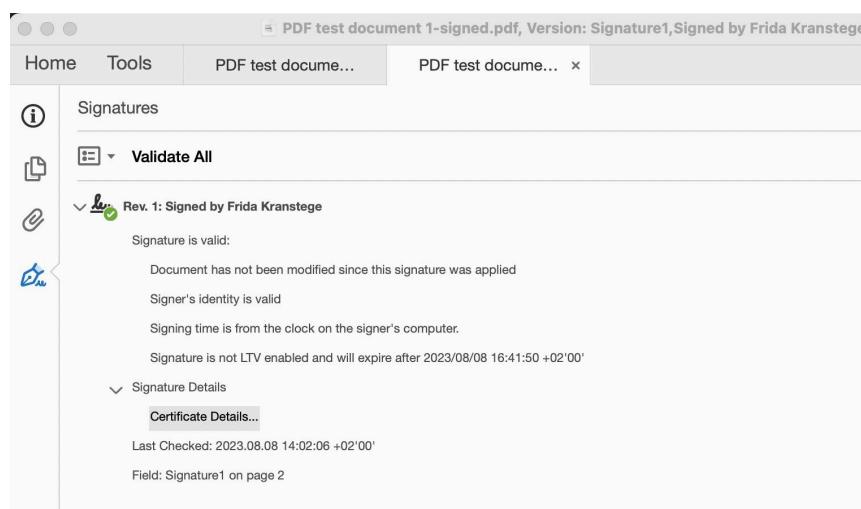 PDF test document 1-signed.pdf, Version: Signature1,Signed by Frida Kranstege
Home Tools PDF test docume... PDF test docume... ×
Signatures
Validate All
Rev. 1: Signed by Frida Kranstege
Signature is valid:
Document has not been modified since this signature was applied
Signer's identity is valid
Signing time is from the clock on the signer's computer.
Signature is not LTV enabled and will expire after 2023/08/08 16:41:50 +02'00'
Signature Details
Certificate Details...
Last Checked: 2023.08.08 14:02:06 +02'00'
Field: Signature1 on page 2